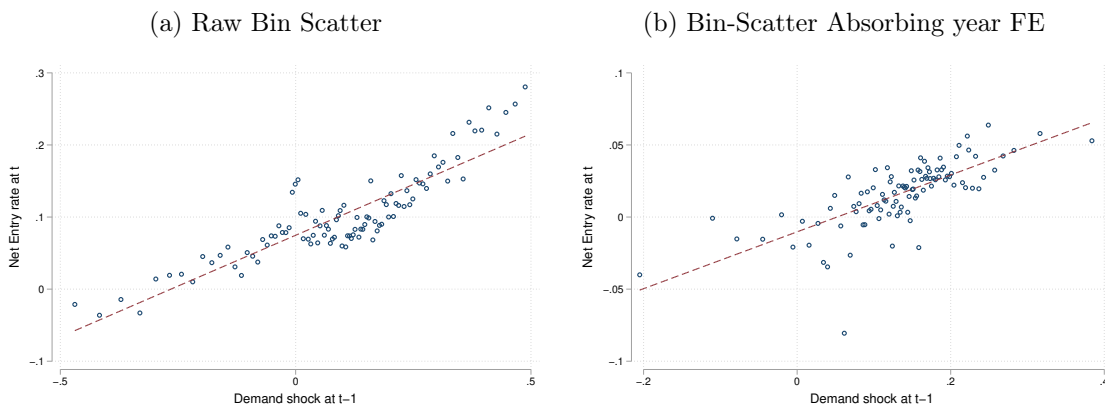 (a) Raw Bin Scatter
(b) Bin-Scatter Absorbing year FE
Net Entry rate at t
.3
.2
.1
0
−.1
−.5
0
.5
Demand shock at t−1
Net Entry rate at t
.1
.05
0
−.05
−.1
−.2
0
.2
.4
Demand shock at t−1